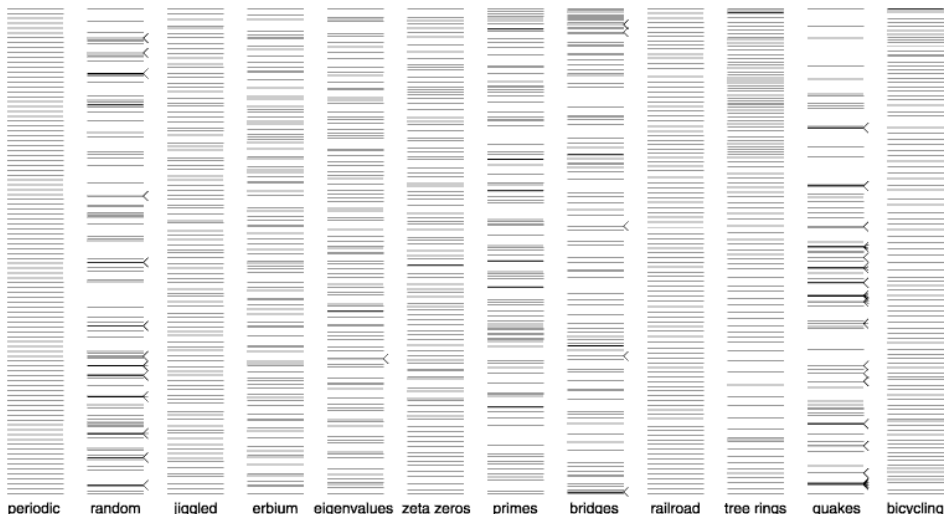 periodic random jiggled erbium eigenvalues zeta zeros primes bridges railroad tree rings quakes bicycling